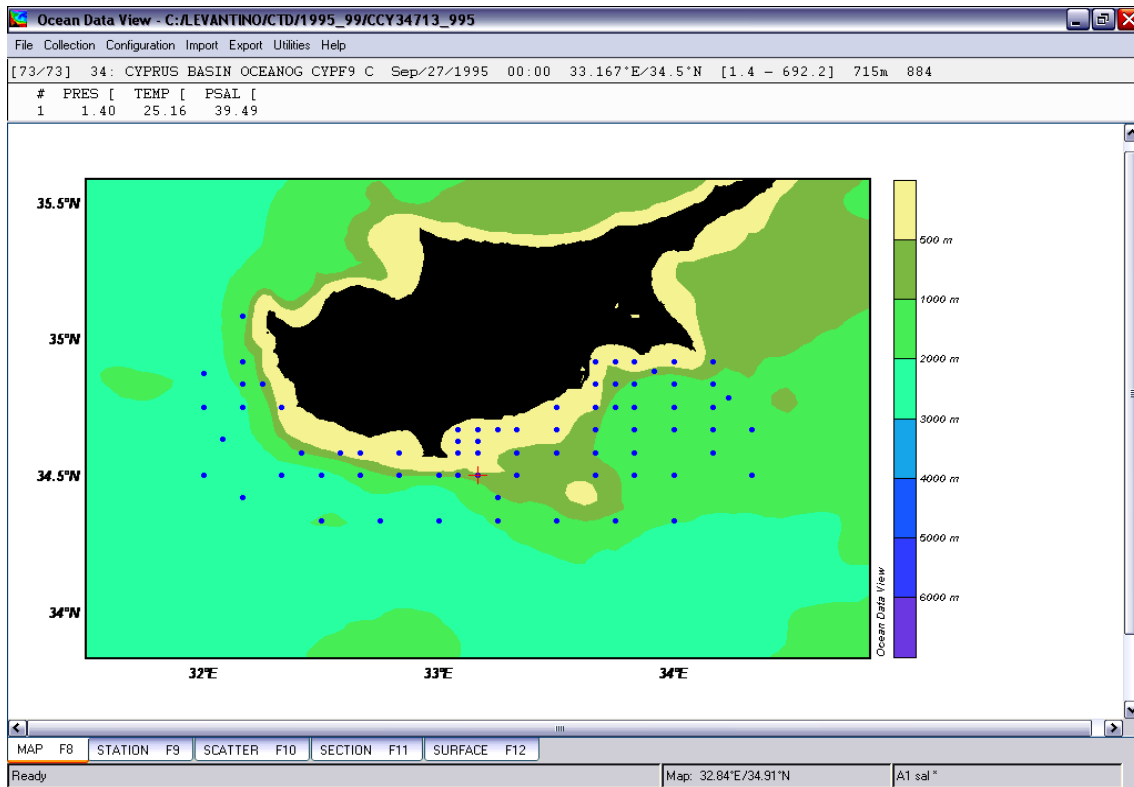 Ocean Data View - C:/LEVANTINO/CTD/1995_99/CCY34713_995
File Collection Configuration Import Export Utilities Help
[73/73] 34: CYPRUS BASIN OCEANOG CYPF9 C Sep/27/1995 00:00 33.167°E/34.5°N [1.4 - 692.2] 715m 884
# PRES [ TEMP [ PSAL [
1 1.40 25.16 39.49
35.5°N
35°N
34.5°N
34°N
32°E 33°E 34°E
500 m
1000 m
2000 m
3000 m
4000 m
5000 m
6000 m
Ocean Data View
MAP F8 STATION F9 SCATTER F10 SECTION F11 SURFACE F12
Ready Map: 32.84°E/34.91°N A1 sal *